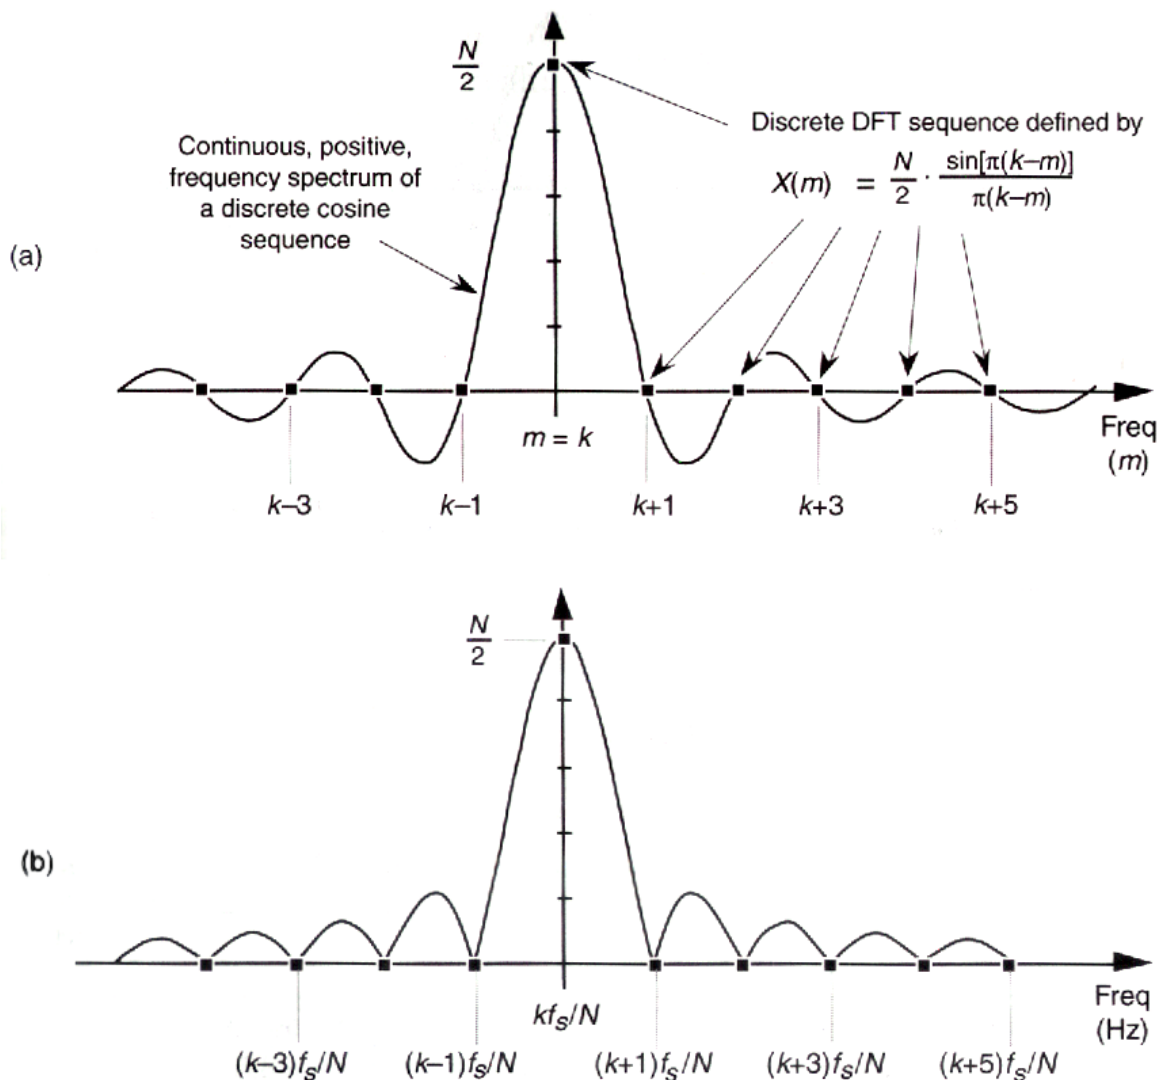 (a)
N
2
Continuous, positive,
frequency spectrum of
a discrete cosine
sequence
Discrete DFT sequence defined by
X(m) = N/2 · sin[π(k–m)]/π(k–m)
m = k
Freq
(m)
k–3
k–1
k+1
k+3
k+5
(b)
N
2
kfs/N
Freq
(Hz)
(k–3)fs/N
(k–1)fs/N
(k+1)fs/N
(k+3)fs/N
(k+5)fs/N